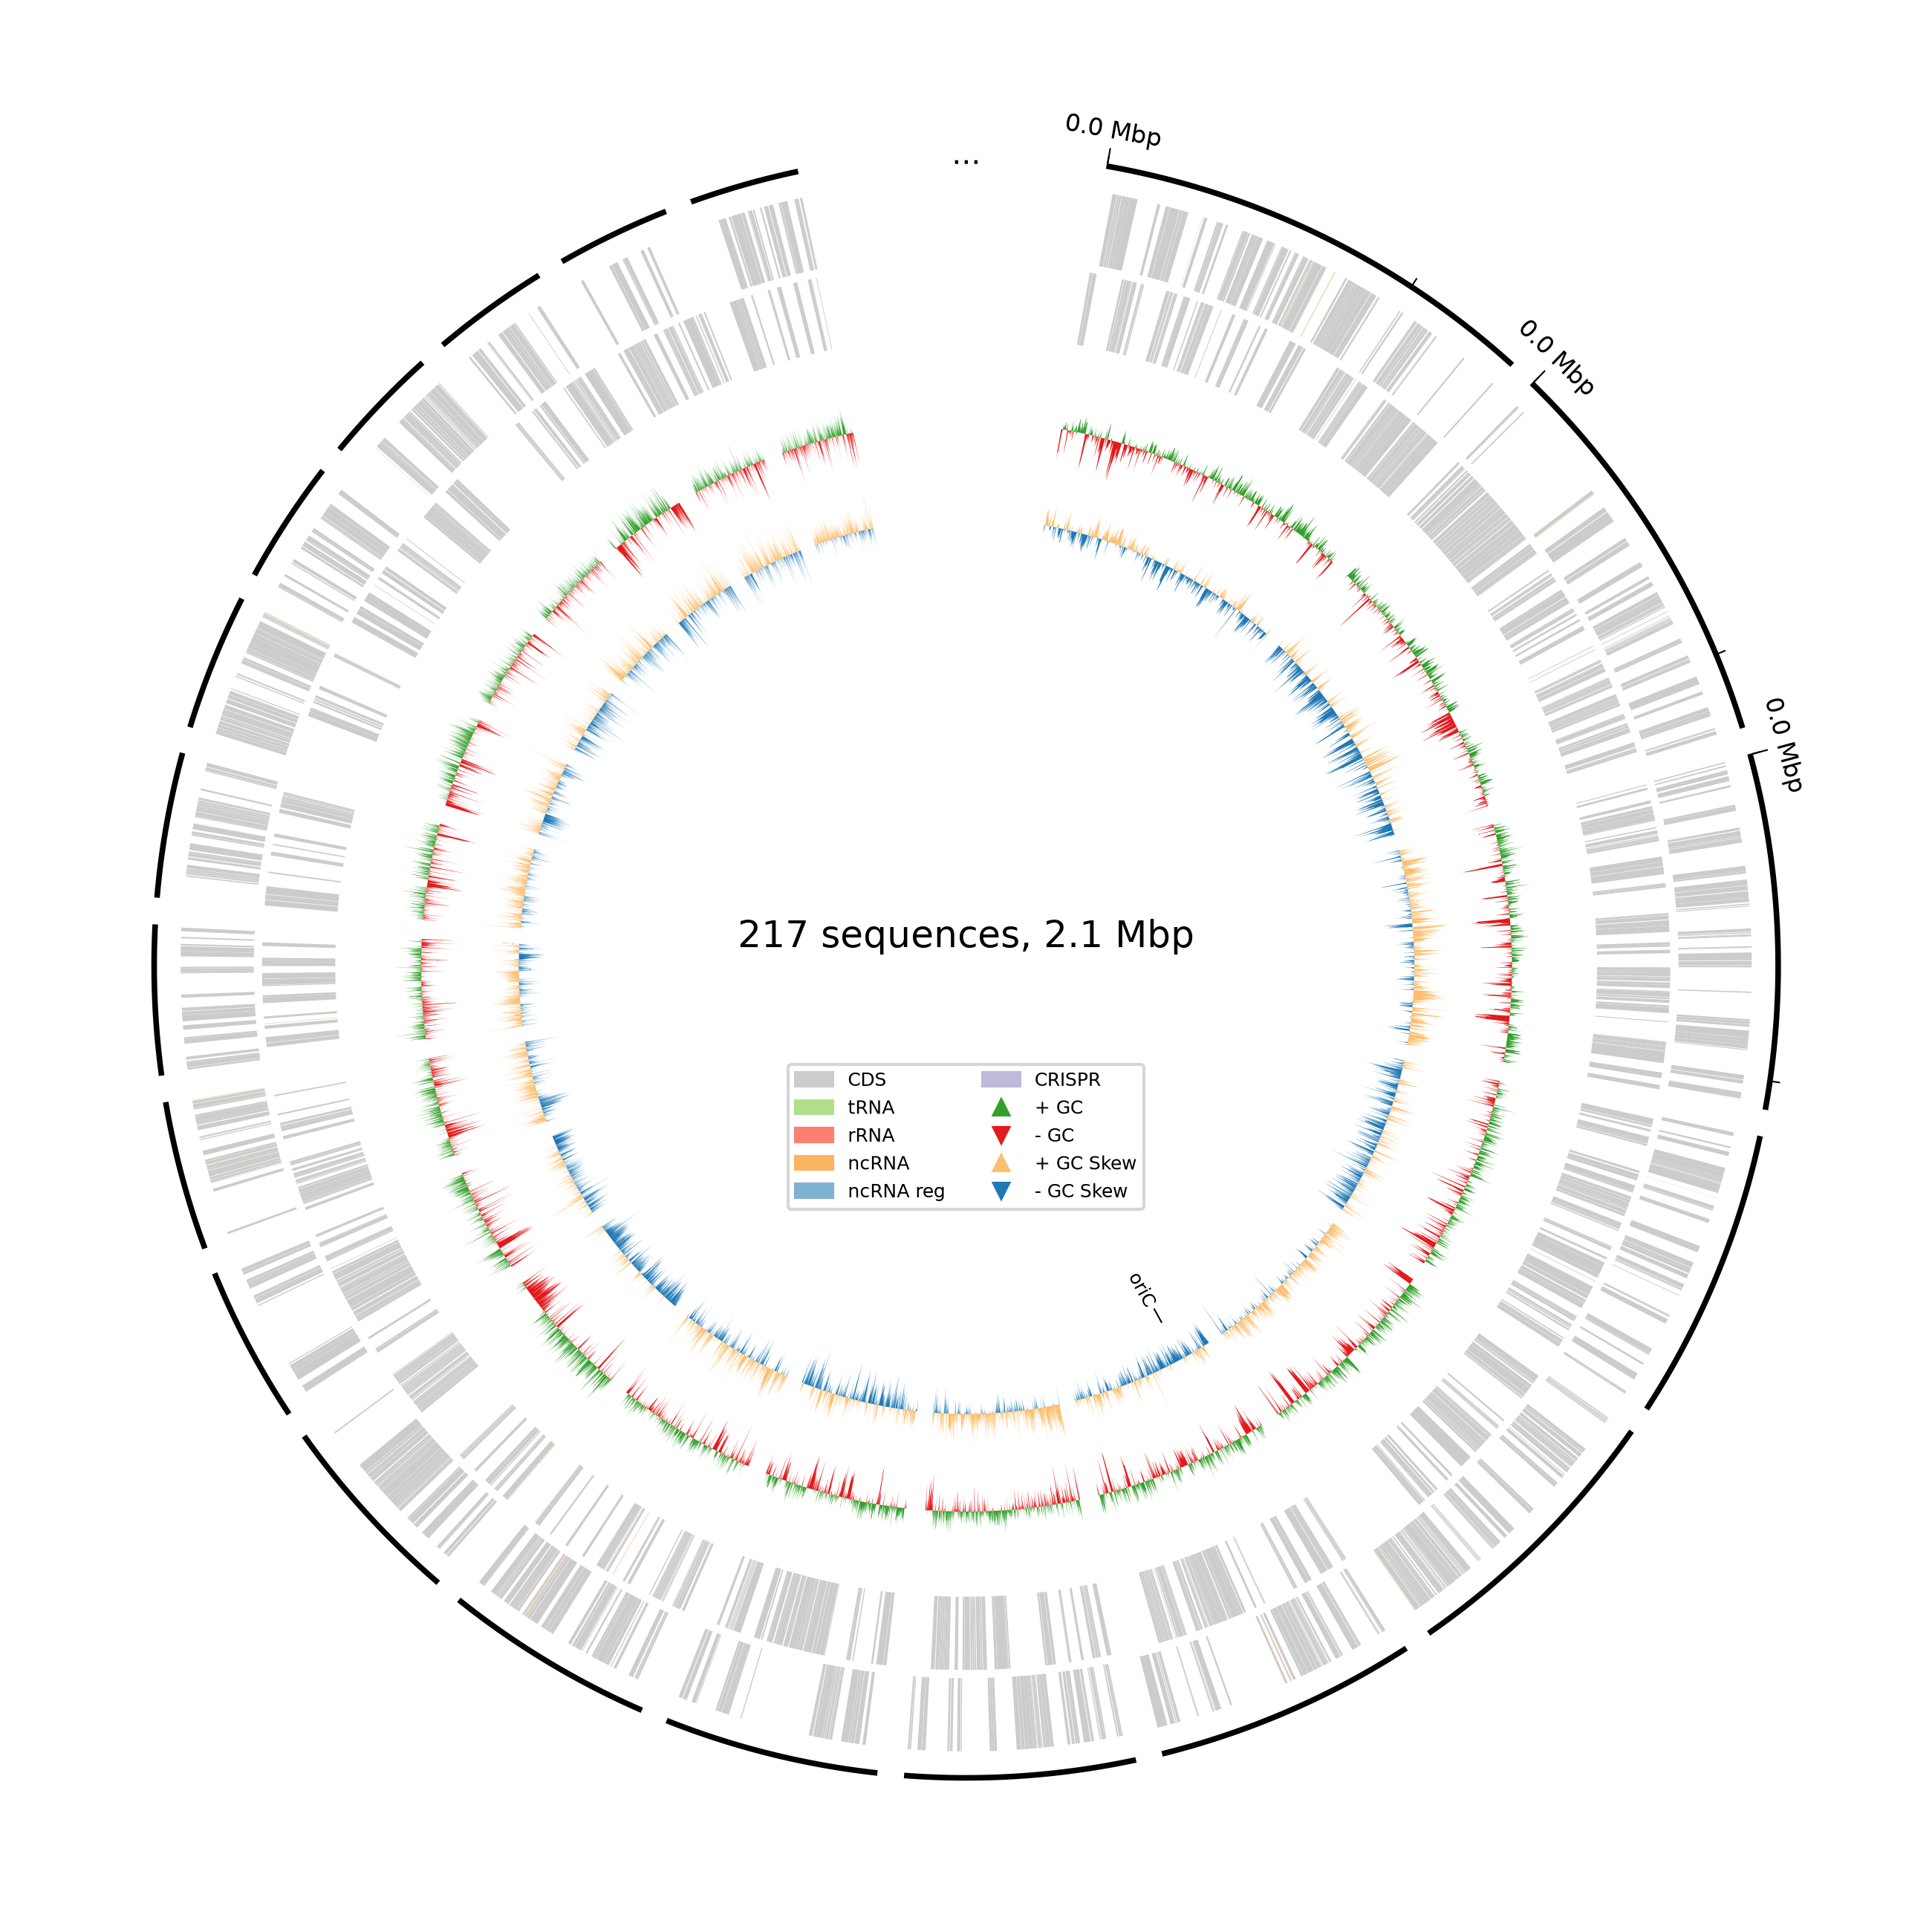 ...
0.0 Mbp
0.0 Mbp
0.0 Mbp
217 sequences, 2.1 Mbp
CDS
tRNA
rRNA
ncRNA
ncRNA reg
CRISPR
+ GC
- GC
+ GC Skew
- GC Skew
oriC